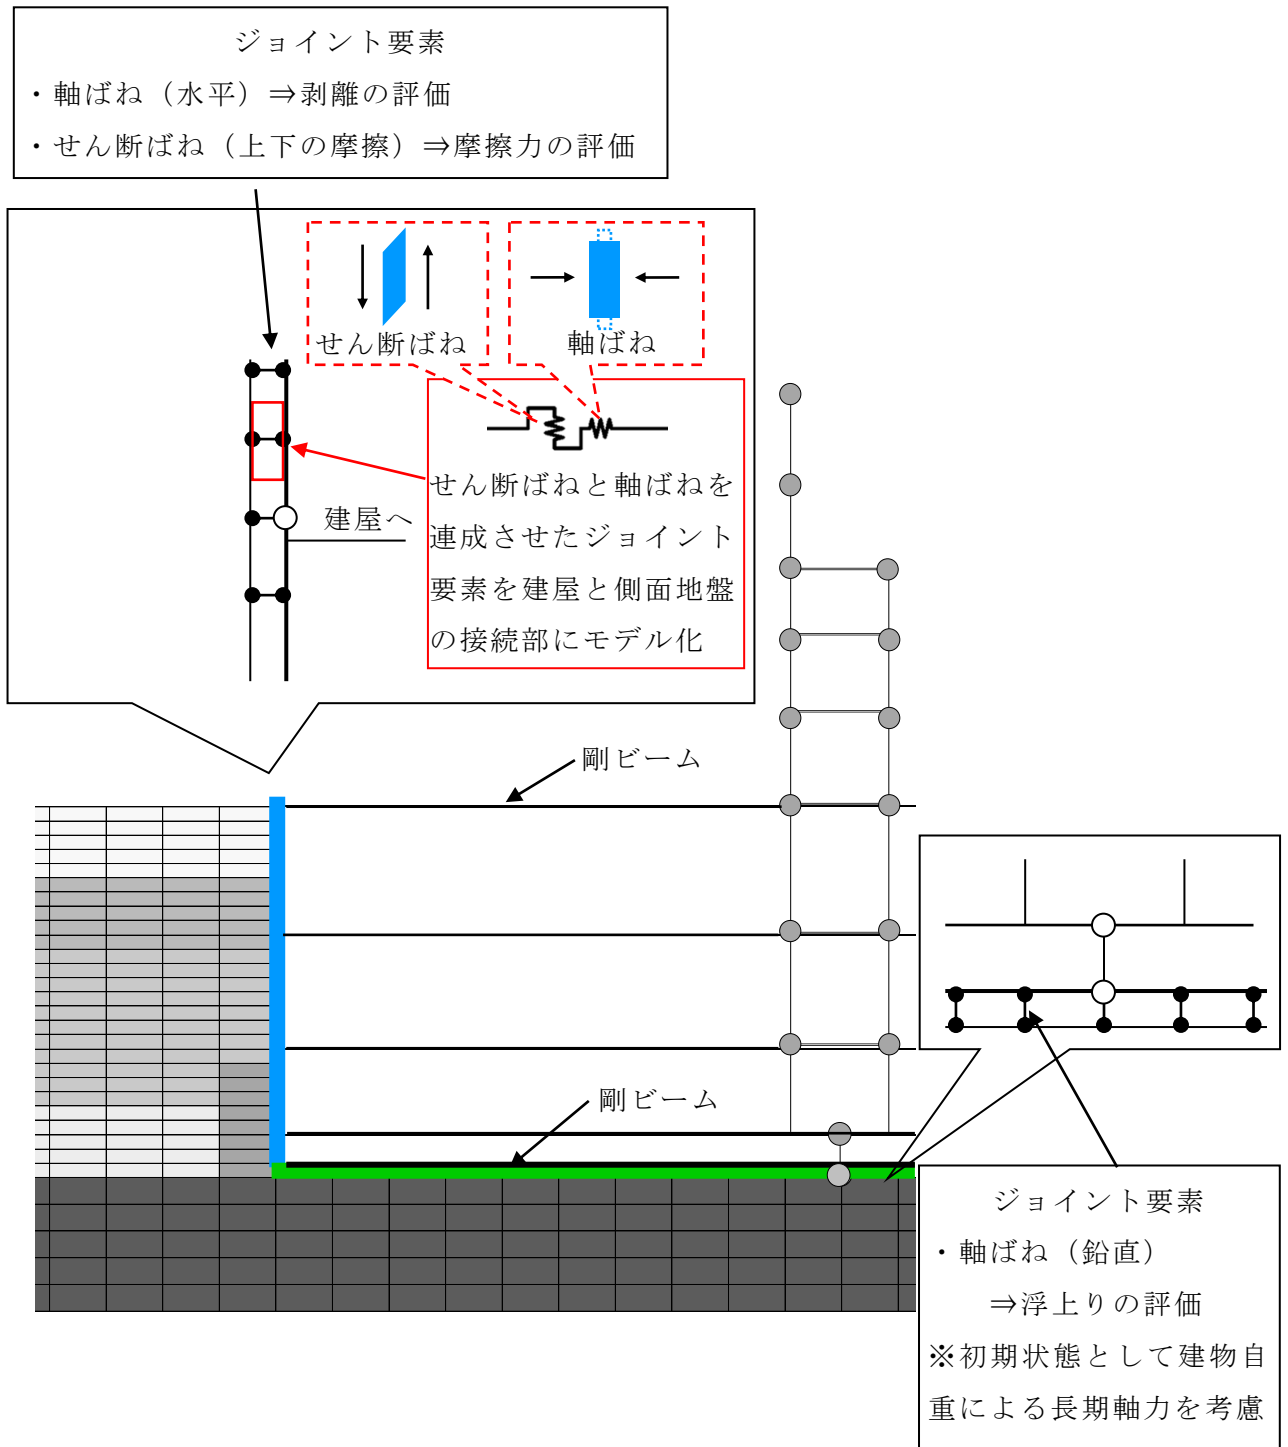 ジョイント要素
・軸ばね（水平）⇒剥離の評価
・せん断ばね（上下の摩擦）⇒摩擦力の評価
せん断ばね
軸ばね
せん断ばねと軸ばねを
連成させたジョイント
要素を建屋と側面地盤
の接続部にモデル化
建屋へ
剛ビーム
剛ビーム
ジョイント要素
・軸ばね（鉛直）
⇒浮上りの評価
※初期状態として建物自
重による長期軸力を考慮